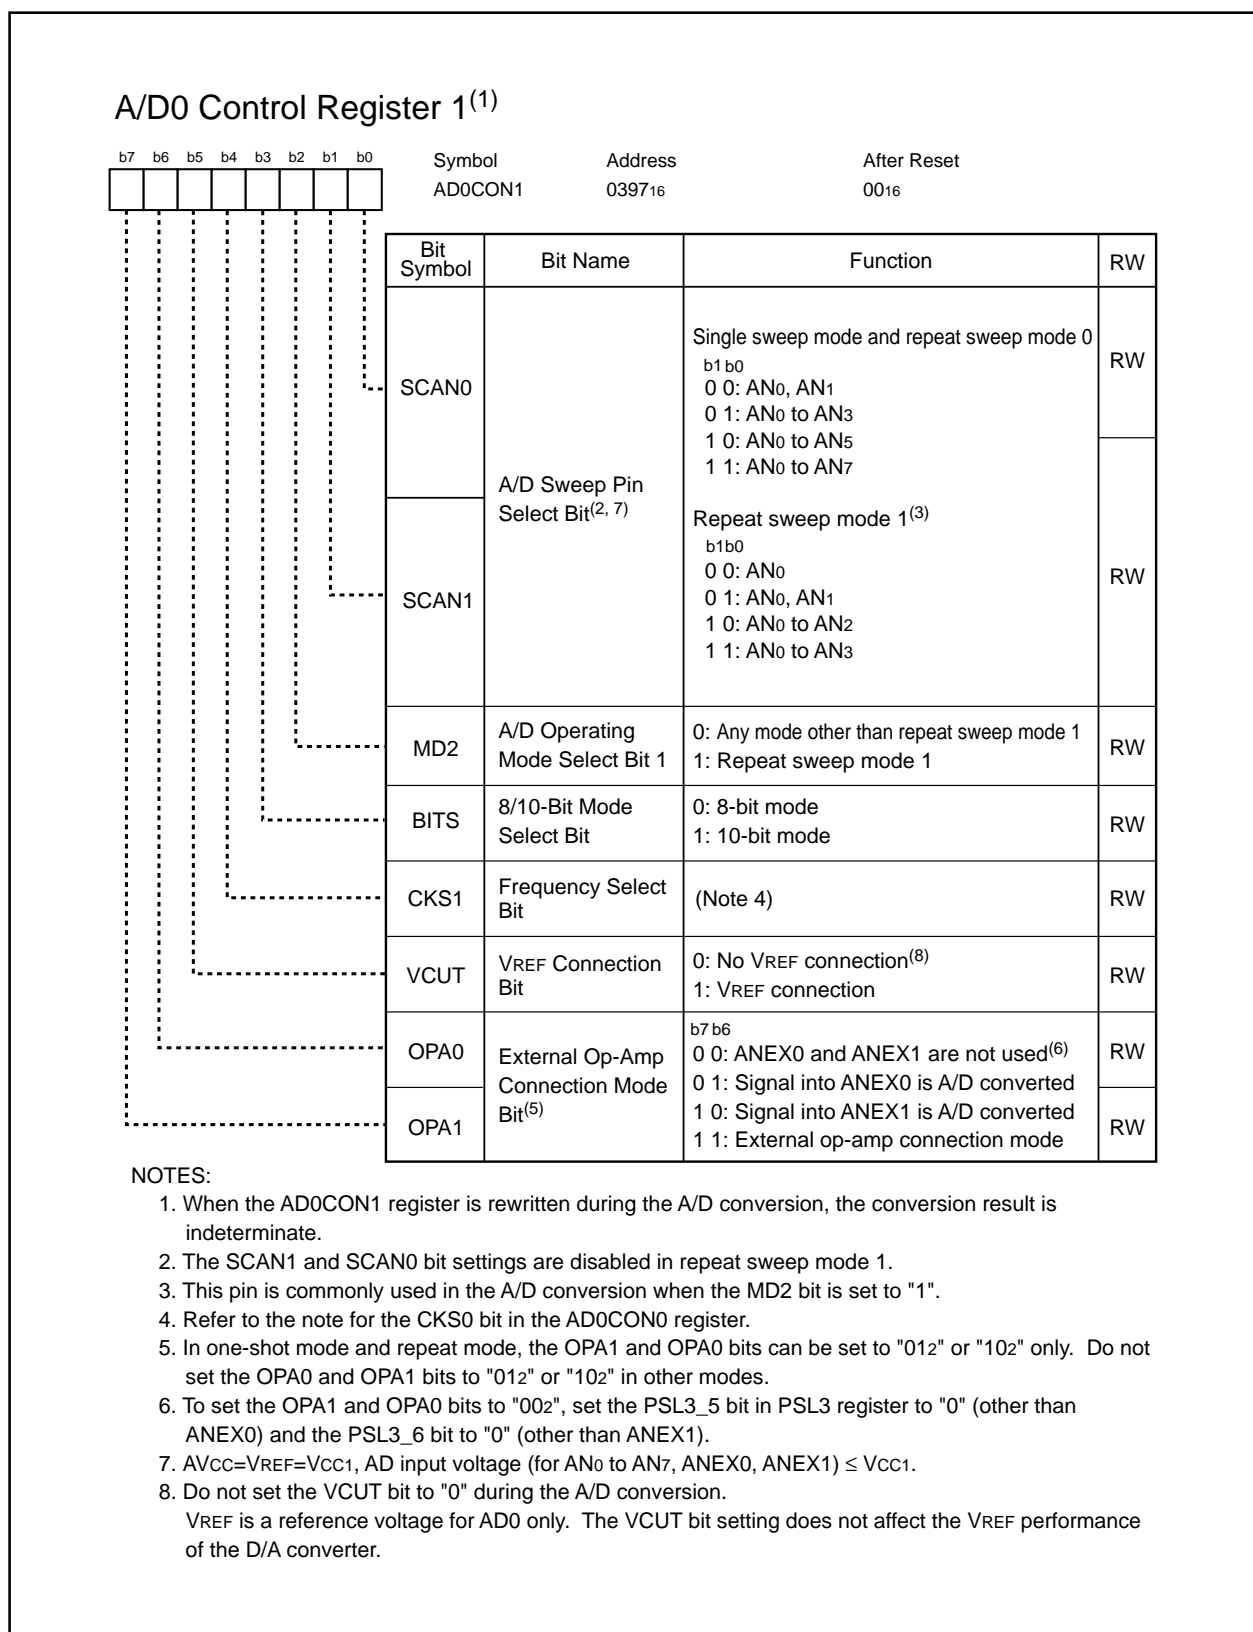 A/D0 Control Register 1(1)
b7 b6 b5 b4 b3 b2 b1 b0
Symbol Address After Reset
AD0CON1 039716 0016
Bit Symbol Bit Name Function RW
SCAN0
SCAN1
A/D Sweep Pin
Select Bit(2, 7)
Single sweep mode and repeat sweep mode 0
b1 b0
0 0: AN0, AN1
0 1: AN0 to AN3
1 0: AN0 to AN5
1 1: AN0 to AN7
Repeat sweep mode 1(3)
b1b0
0 0: AN0
0 1: AN0, AN1
1 0: AN0 to AN2
1 1: AN0 to AN3
RW
RW
MD2
A/D Operating
Mode Select Bit 1
0: Any mode other than repeat sweep mode 1
1: Repeat sweep mode 1
RW
BITS
8/10-Bit Mode
Select Bit
0: 8-bit mode
1: 10-bit mode
RW
CKS1
Frequency Select
Bit
(Note 4)
RW
VCUT
VREF Connection
Bit
0: No VREF connection(8)
1: VREF connection
RW
OPA0
OPA1
External Op-Amp
Connection Mode
Bit(5)
b7 b6
0 0: ANEX0 and ANEX1 are not used(6)
0 1: Signal into ANEX0 is A/D converted
1 0: Signal into ANEX1 is A/D converted
1 1: External op-amp connection mode
RW
RW
NOTES:
1. When the AD0CON1 register is rewritten during the A/D conversion, the conversion result is
indeterminate.
2. The SCAN1 and SCAN0 bit settings are disabled in repeat sweep mode 1.
3. This pin is commonly used in the A/D conversion when the MD2 bit is set to "1".
4. Refer to the note for the CKS0 bit in the AD0CON0 register.
5. In one-shot mode and repeat mode, the OPA1 and OPA0 bits can be set to "012" or "102" only. Do not
set the OPA0 and OPA1 bits to "012" or "102" in other modes.
6. To set the OPA1 and OPA0 bits to "002", set the PSL3_5 bit in PSL3 register to "0" (other than
ANEX0) and the PSL3_6 bit to "0" (other than ANEX1).
7. AVCC=VREF=VCC1, AD input voltage (for AN0 to AN7, ANEX0, ANEX1) ≤ VCC1.
8. Do not set the VCUT bit to "0" during the A/D conversion.
VREF is a reference voltage for AD0 only. The VCUT bit setting does not affect the VREF performance
of the D/A converter.